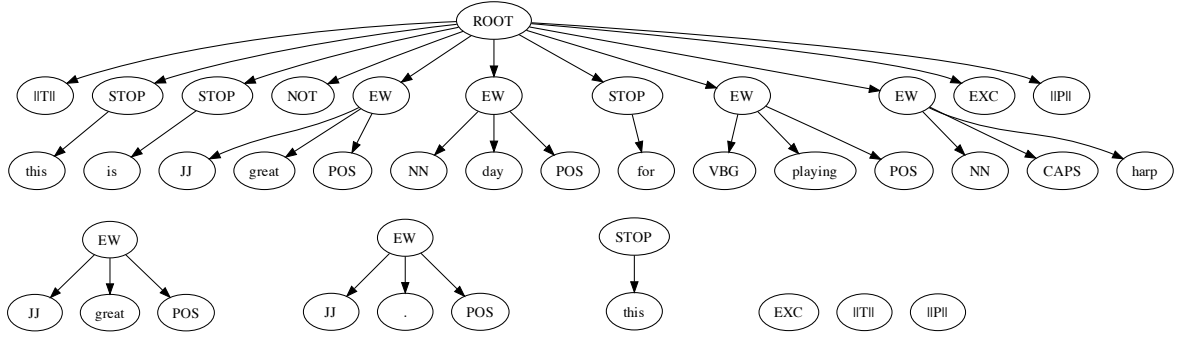 ROOT
||T|| STOP STOP NOT EW EW STOP EW EW EXC ||P||
this is JJ great POS NN day POS for VBG playing POS NN CAPS harp
EW EW STOP
JJ great POS JJ . POS this EXC ||T|| ||P||